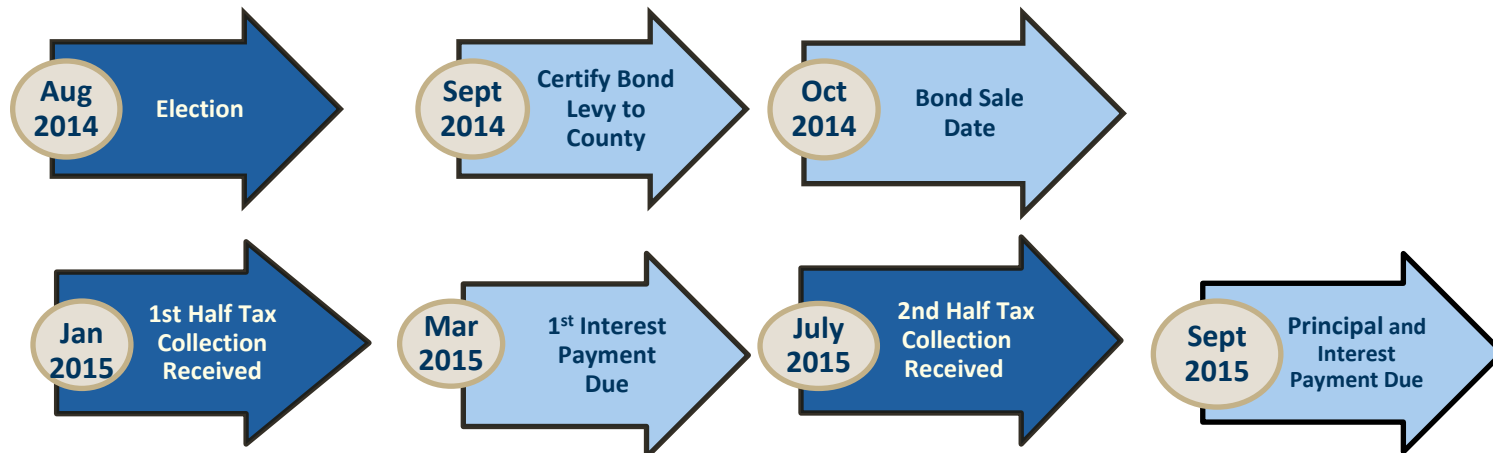 Aug
2014
Election
Sept
2014
Certify Bond
Levy to
County
Oct
2014
Bond Sale
Date
Jan
2015
1st Half Tax
Collection
Received
Mar
2015
1st Interest
Payment
Due
July
2015
2nd Half Tax
Collection
Received
Sept
2015
Principal and
Interest
Payment Due